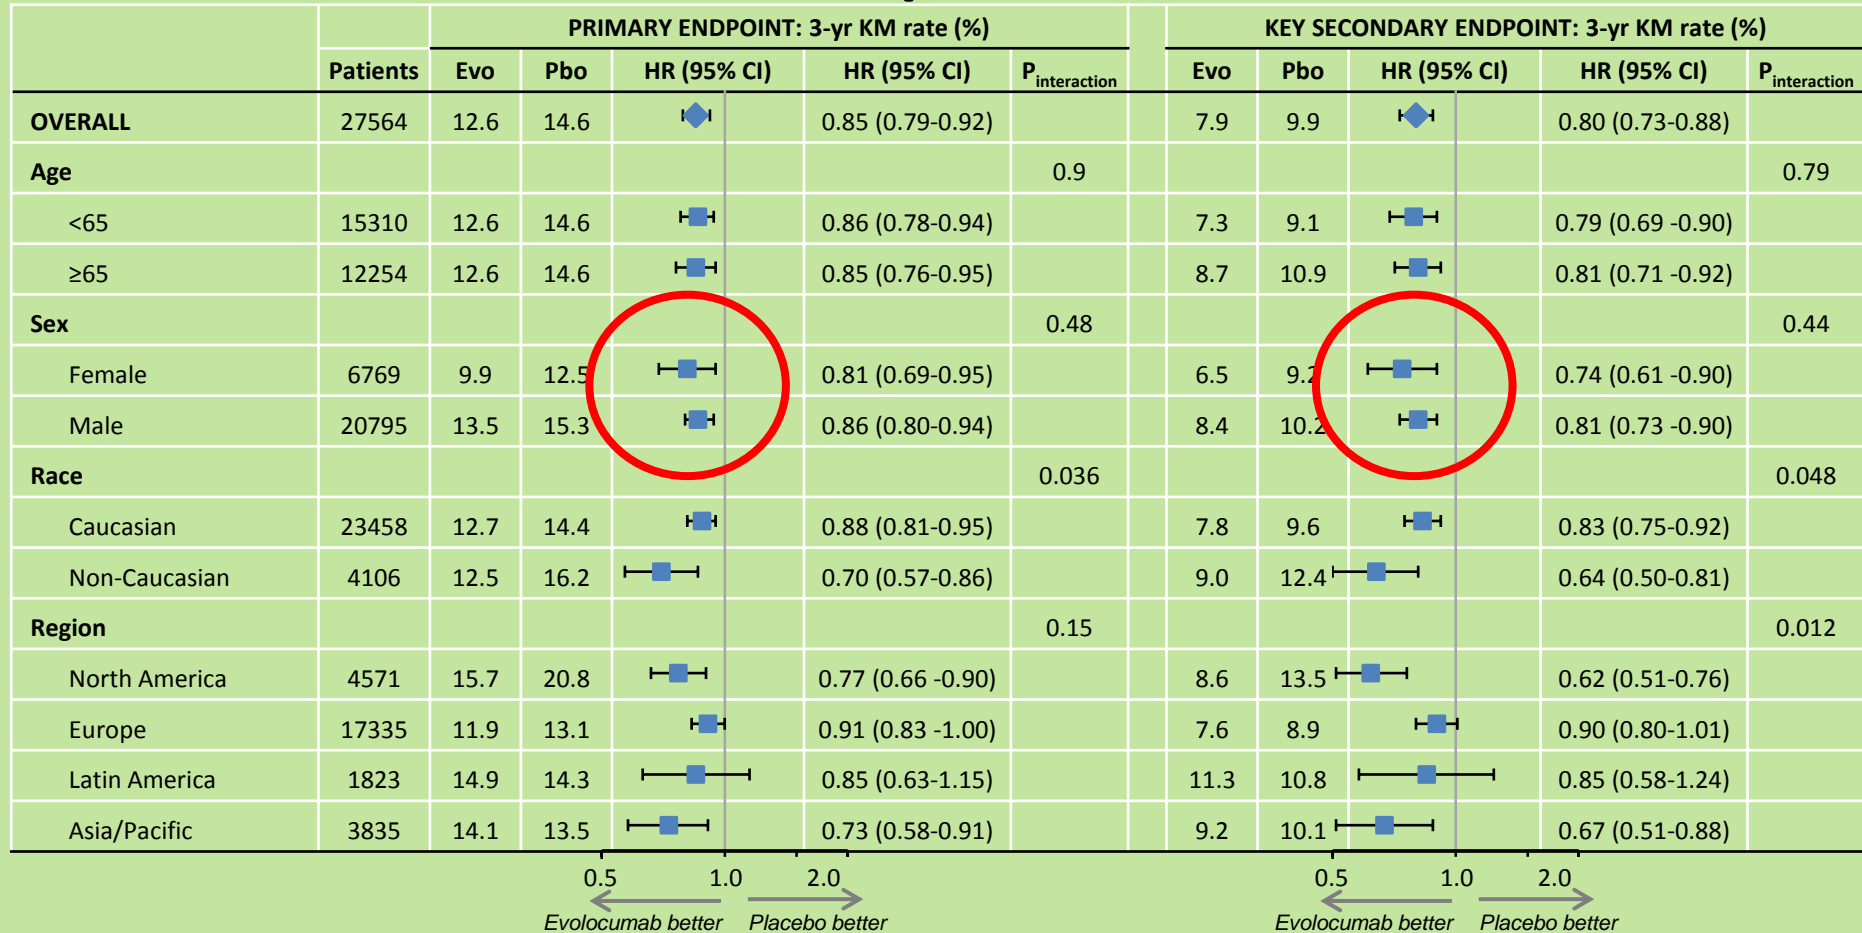 PRIMARY ENDPOINT: 3-yr KM rate (%) KEY SECONDARY ENDPOINT: 3-yr KM rate (%)
Patients Evo Pbo HR (95% CI) HR (95% CI) Pinteraction Evo Pbo HR (95% CI) HR (95% CI) Pinteraction
OVERALL 27564 12.6 14.6 0.85 (0.79-0.92) 7.9 9.9 0.80 (0.73-0.88)
Age 0.9 0.79
<65 15310 12.6 14.6 0.86 (0.78-0.94) 7.3 9.1 0.79 (0.69 -0.90)
≥65 12254 12.6 14.6 0.85 (0.76-0.95) 8.7 10.9 0.81 (0.71 -0.92)
Sex 0.48 0.44
Female 6769 9.9 12.5 0.81 (0.69-0.95) 6.5 9.2 0.74 (0.61 -0.90)
Male 20795 13.5 15.3 0.86 (0.80-0.94) 8.4 10.2 0.81 (0.73 -0.90)
Race 0.036 0.048
Caucasian 23458 12.7 14.4 0.88 (0.81-0.95) 7.8 9.6 0.83 (0.75-0.92)
Non-Caucasian 4106 12.5 16.2 0.70 (0.57-0.86) 9.0 12.4 0.64 (0.50-0.81)
Region 0.15 0.012
North America 4571 15.7 20.8 0.77 (0.66 -0.90) 8.6 13.5 0.62 (0.51-0.76)
Europe 17335 11.9 13.1 0.91 (0.83 -1.00) 7.6 8.9 0.90 (0.80-1.01)
Latin America 1823 14.9 14.3 0.85 (0.63-1.15) 11.3 10.8 0.85 (0.58-1.24)
Asia/Pacific 3835 14.1 13.5 0.73 (0.58-0.91) 9.2 10.1 0.67 (0.51-0.88)
0.5 1.0 2.0 0.5 1.0 2.0
Evolocumab better Placebo better Evolocumab better Placebo better